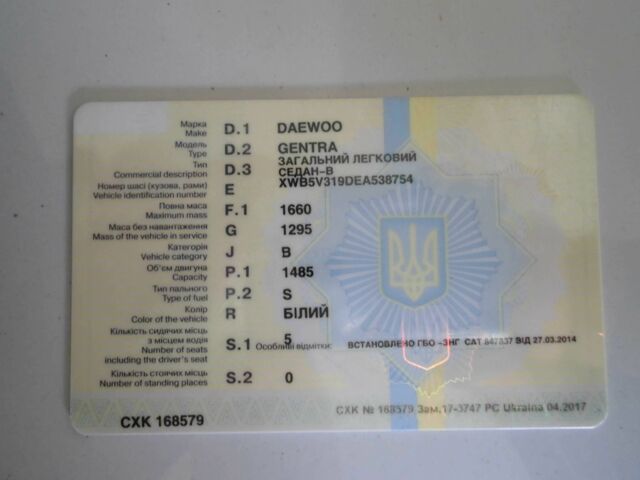 Марка
Make D.1 DAEWOO
Модель
Type D.2 GENTRA
Тип
Commercial description D.3 ЗАГАЛЬНИЙ ЛЕГКОВИЙ
СЕДАН-В
Номер шасі (кузова, рами)
Vehicle identification number E XWB5V319DEA538754
Повна маса
Maximum mass F.1 1660
Маса без навантаження
Mass of the vehicle in service G 1295
Категорія
Vehicle category J B
Об'єм двигуна
Capacity P.1 1485
Тип пального
Type of fuel P.2 S
Колір
Color of the vehicle R БІЛИЙ
Кількість сидячих місць
з місцем водія
Number of seats
including the driver's seat S.1 5
Особливі відмітки: ВСТАНОВЛЕНО ГБО -ЗНГ САТ 847837 ВІД 27.03.2014
Кількість стоячих місць
Number of standing places S.2 0
СХК 168579
СХК № 168579 Зам.17-3747 РС Ukraina 04.2017